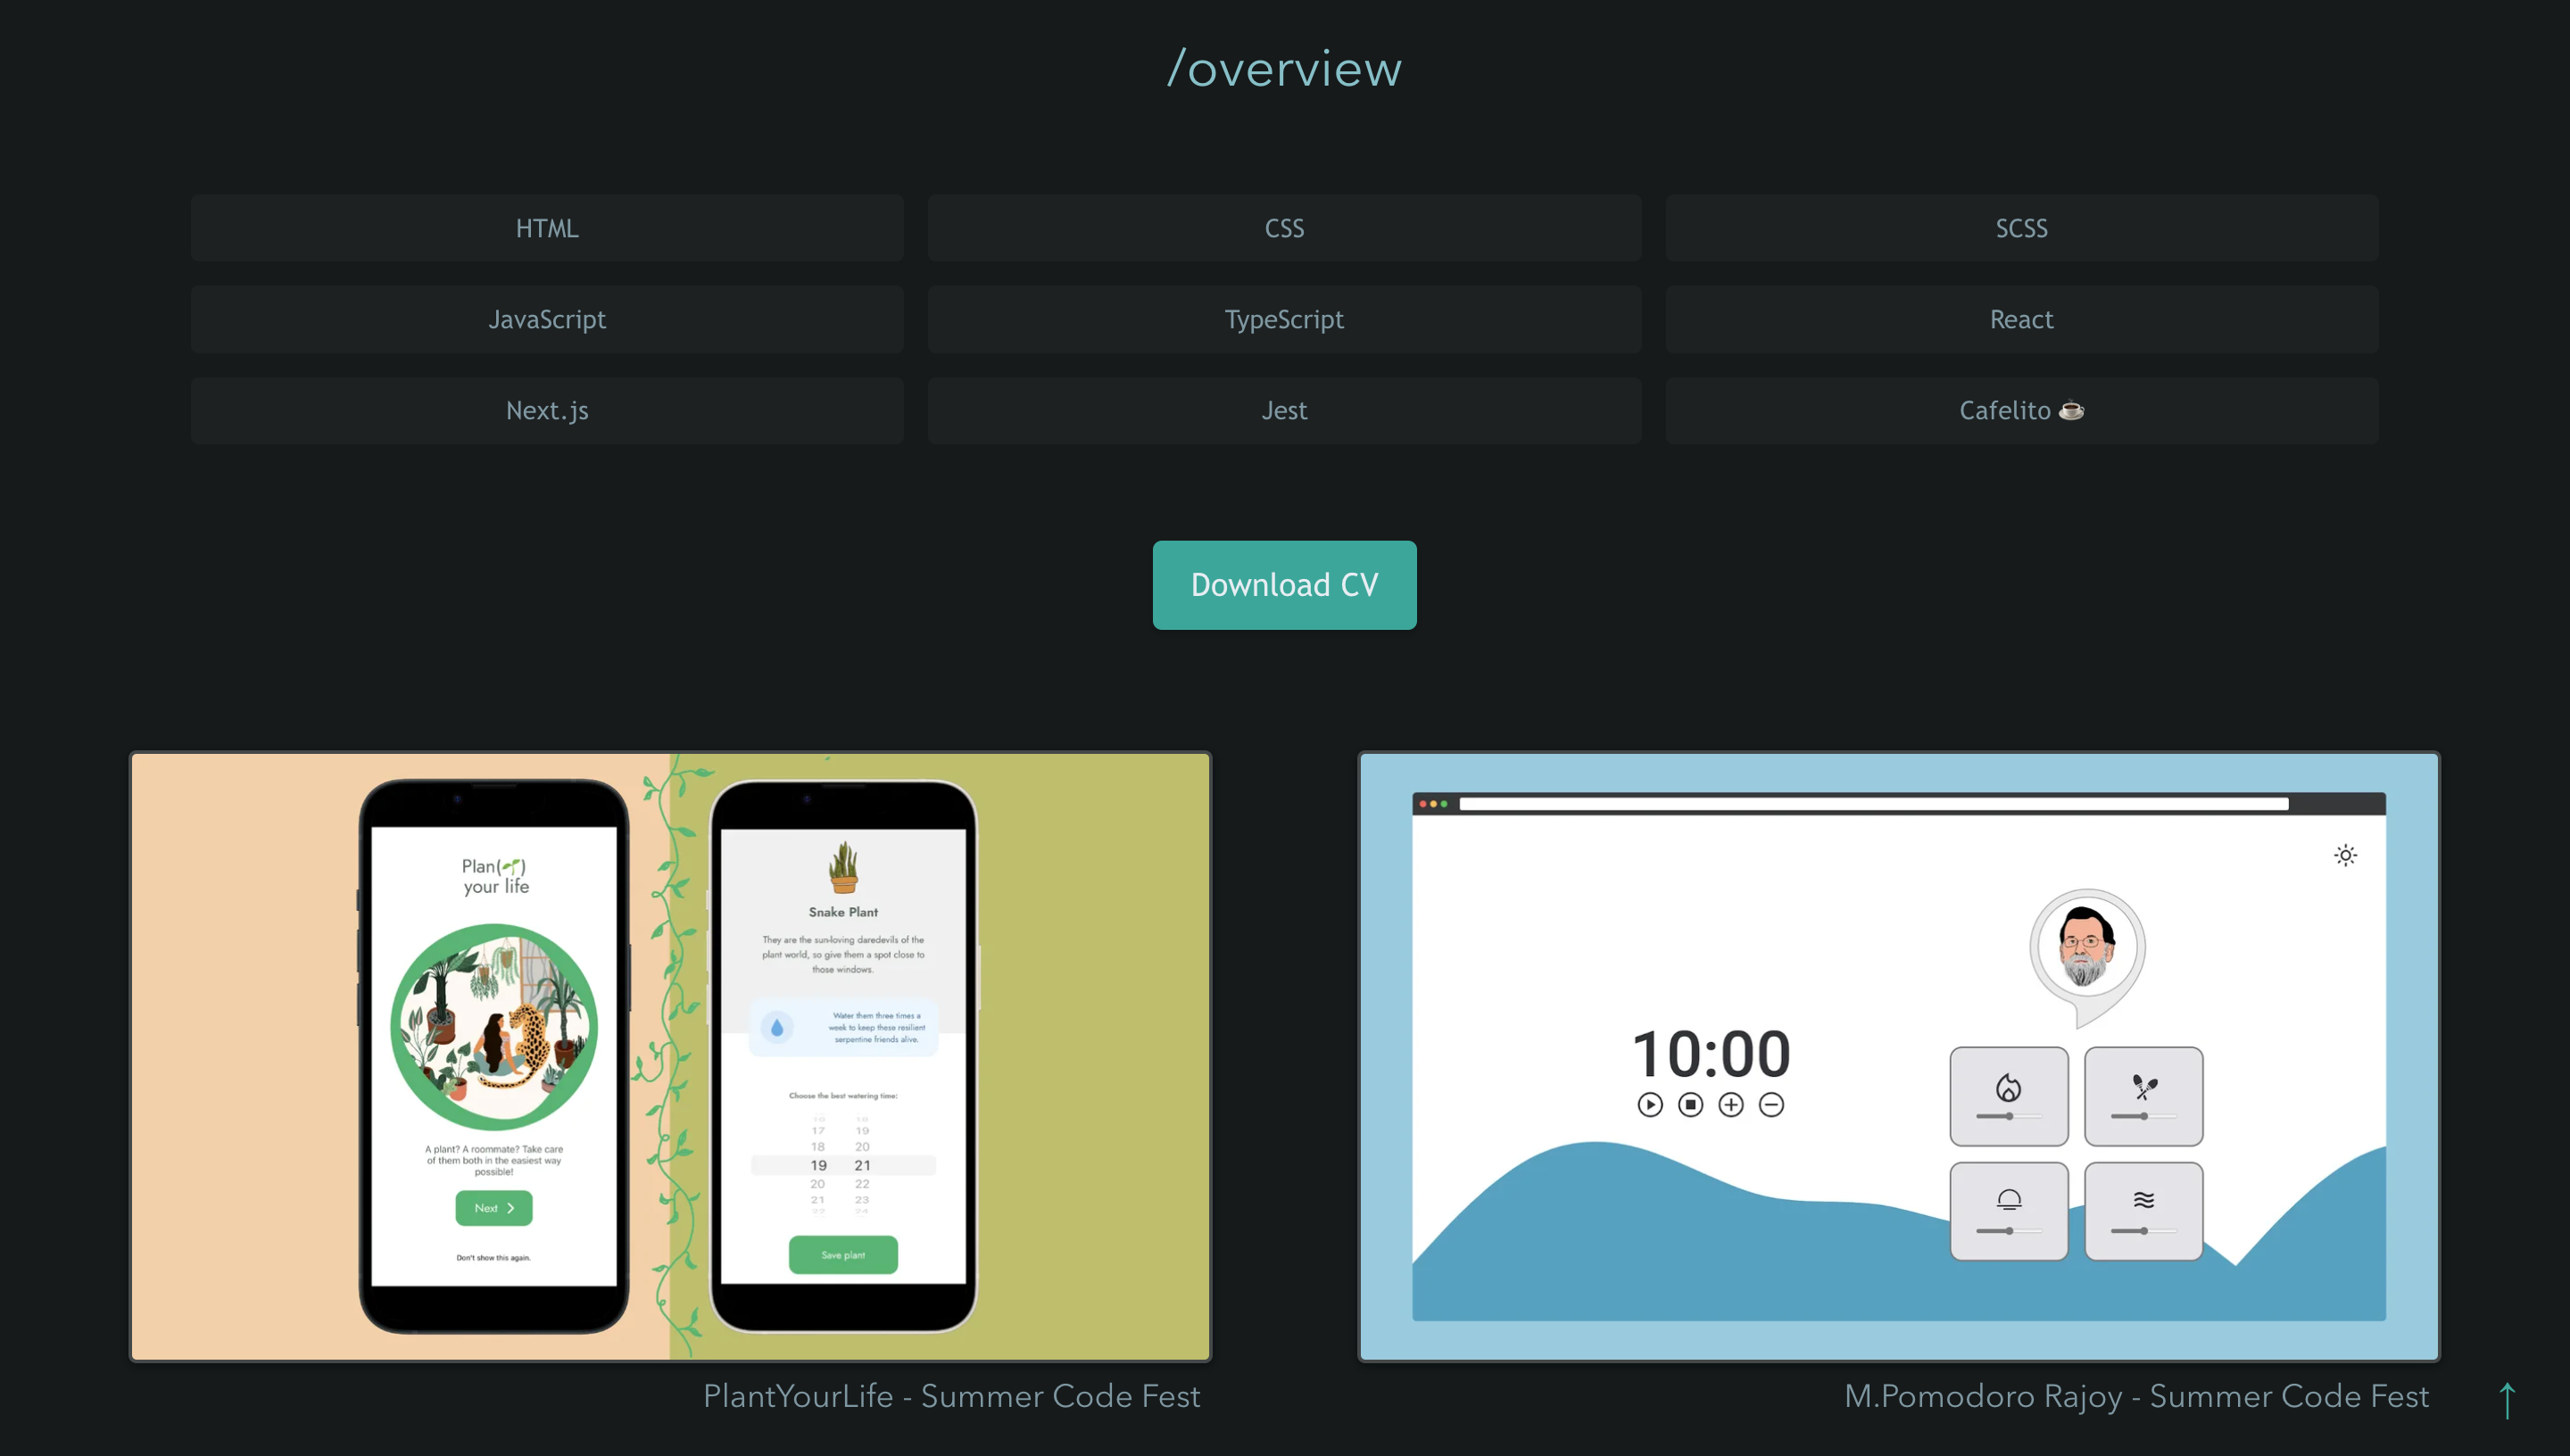 /overview
HTML
CSS
SCSS
JavaScript
TypeScript
React
Next.js
Jest
Cafelito ☕
Download CV
Plan(🌱)
your life
A plant? A roommate? Take care
of them both in the easiest way
possible!
Next
Don't show this again.
Snake Plant
They are the sun-loving daredevils of the
plant world, so give them a spot close to
those windows.
Water them three times a
week to keep these resilient
serpentine friends alive.
Choose the best watering time:
16 18
17 19
18 20
19 21
20 22
21 23
22 24
Save plant
10:00
PlantYourLife - Summer Code Fest
M.Pomodoro Rajoy - Summer Code Fest
↑